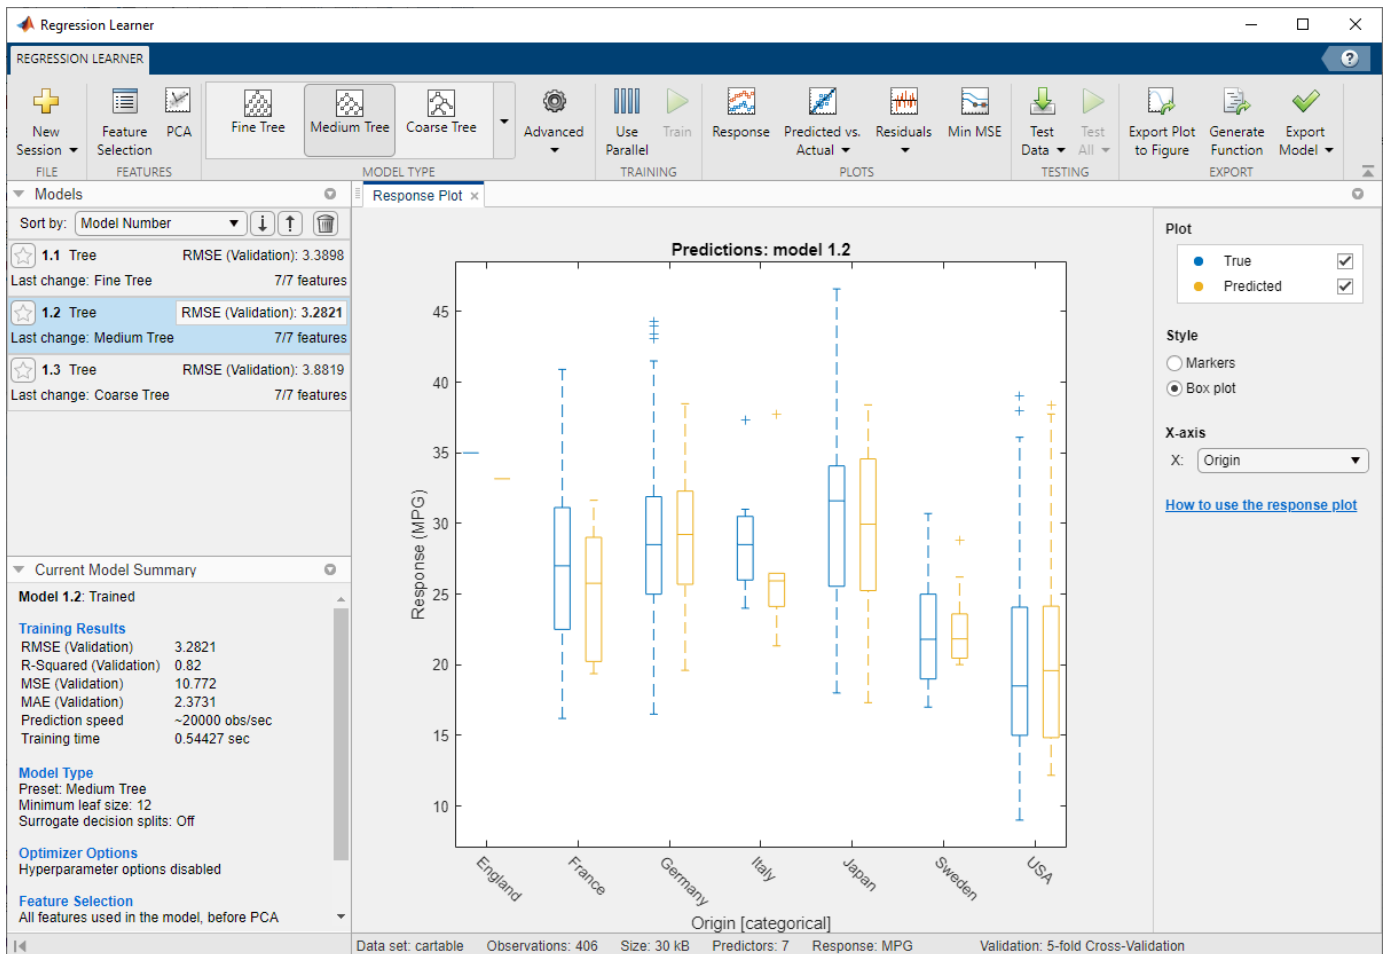 Regression Learner
REGRESSION LEARNER
?
New Session
Feature Selection
PCA
Fine Tree
Medium Tree
Coarse Tree
Advanced
Use Parallel
Train
Response
Predicted vs. Actual
Residuals
Min MSE
Test Data
Test All
Export Plot to Figure
Generate Function
Export Model
FILE
FEATURES
MODEL TYPE
TRAINING
PLOTS
TESTING
EXPORT
Models
Sort by: Model Number
1.1 Tree RMSE (Validation): 3.3898
Last change: Fine Tree 7/7 features
1.2 Tree RMSE (Validation): 3.2821
Last change: Medium Tree 7/7 features
1.3 Tree RMSE (Validation): 3.8819
Last change: Coarse Tree 7/7 features
Current Model Summary
Model 1.2: Trained
Training Results
RMSE (Validation) 3.2821
R-Squared (Validation) 0.82
MSE (Validation) 10.772
MAE (Validation) 2.3731
Prediction speed ~20000 obs/sec
Training time 0.54427 sec
Model Type
Preset: Medium Tree
Minimum leaf size: 12
Surrogate decision splits: Off
Optimizer Options
Hyperparameter options disabled
Feature Selection
All features used in the model, before PCA
Response Plot
Predictions: model 1.2
Response (MPG)
45
40
35
30
25
20
15
10
England
France
Germany
Italy
Japan
Sweden
USA
Origin [categorical]
Plot
True
Predicted
Style
Markers
Box plot
X-axis
X: Origin
How to use the response plot
Data set: cartable Observations: 406 Size: 30 kB Predictors: 7 Response: MPG Validation: 5-fold Cross-Validation